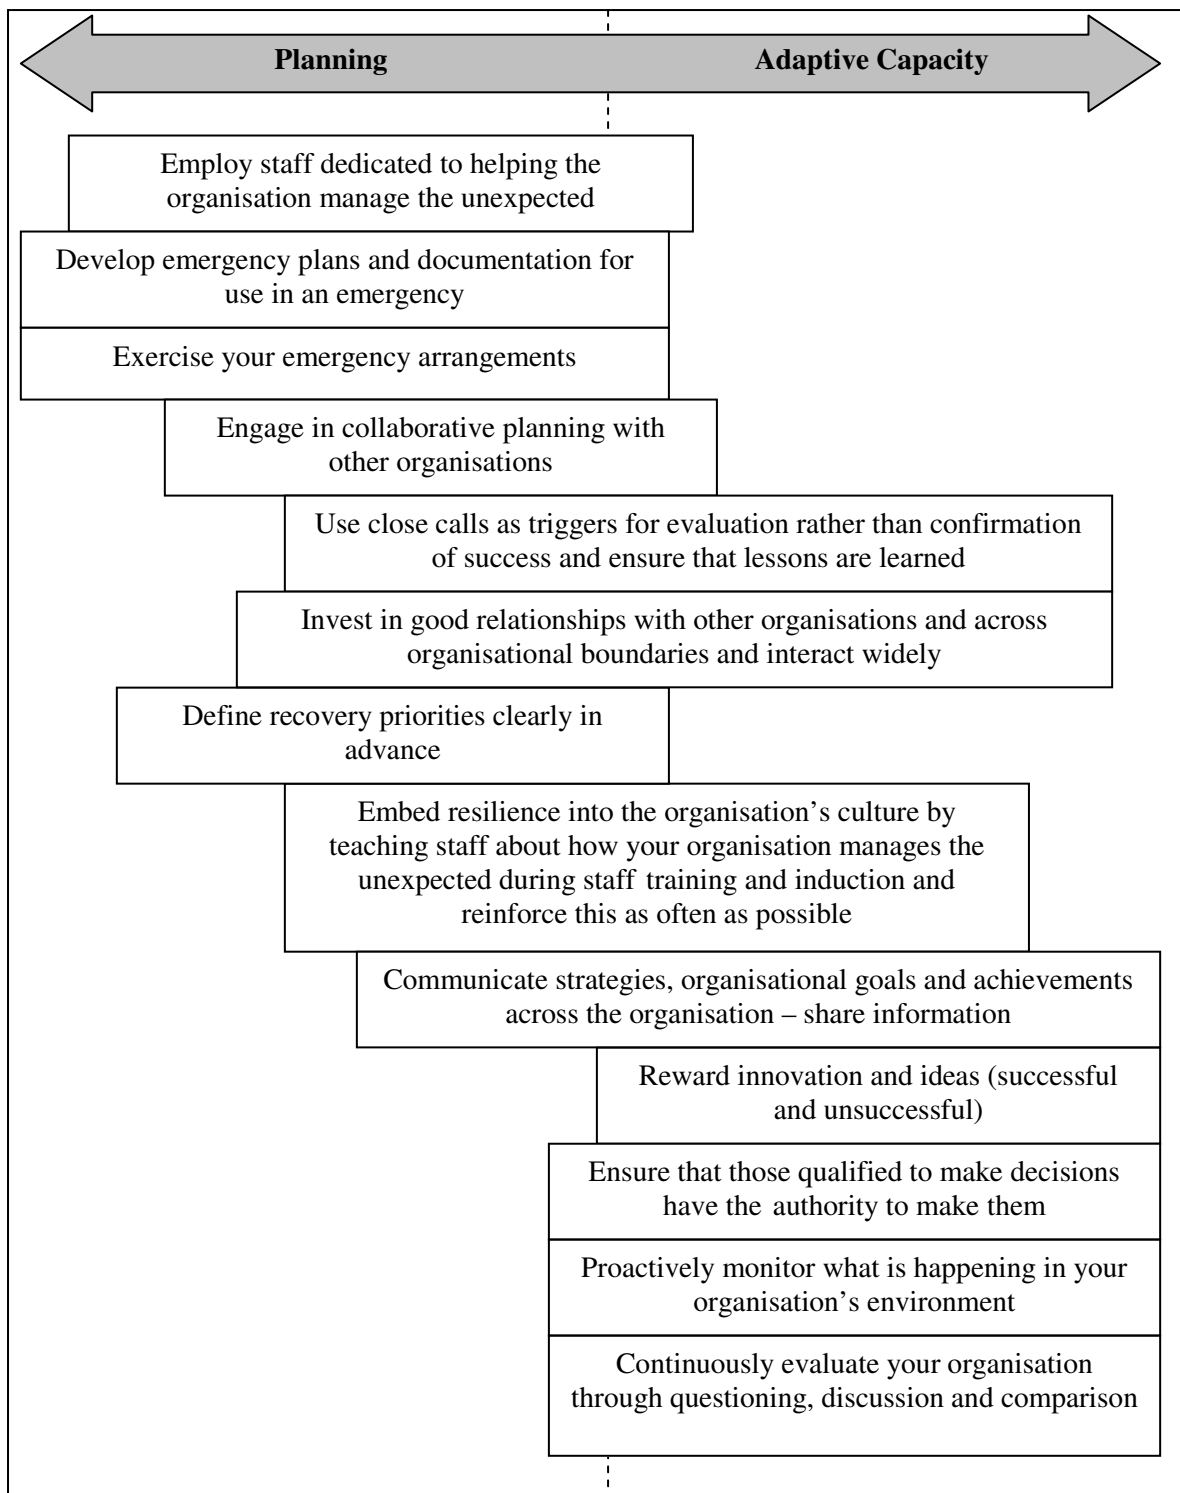 Planning
Adaptive Capacity
Employ staff dedicated to helping the
organisation manage the unexpected
Develop emergency plans and documentation for
use in an emergency
Exercise your emergency arrangements
Engage in collaborative planning with
other organisations
Use close calls as triggers for evaluation rather than confirmation
of success and ensure that lessons are learned
Invest in good relationships with other organisations and across
organisational boundaries and interact widely
Define recovery priorities clearly in
advance
Embed resilience into the organisation’s culture by
teaching staff about how your organisation manages the
unexpected during staff training and induction and
reinforce this as often as possible
Communicate strategies, organisational goals and achievements
across the organisation – share information
Reward innovation and ideas (successful
and unsuccessful)
Ensure that those qualified to make decisions
have the authority to make them
Proactively monitor what is happening in your
organisation’s environment
Continuously evaluate your organisation
through questioning, discussion and comparison